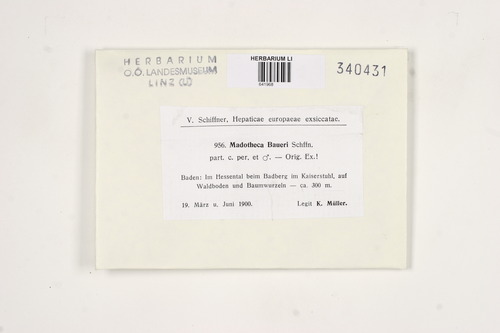 HERBARIUM
O.Ö. LANDESMUSEUM
LINZ (LI)
HERBARIUM LI
340431
V. Schiffner, Hepaticae europaeae exsiccatae.
956. Madotheca Baueri Schffn.
part. c. per. et ♂. — Orig. Ex.!
Baden: Im Hessental beim Badberg im Kaiserstuhl, auf
Waldboden und Baumwurzeln — ca. 300 m.
19. März u. Juni 1900.
Legit K. Müller.